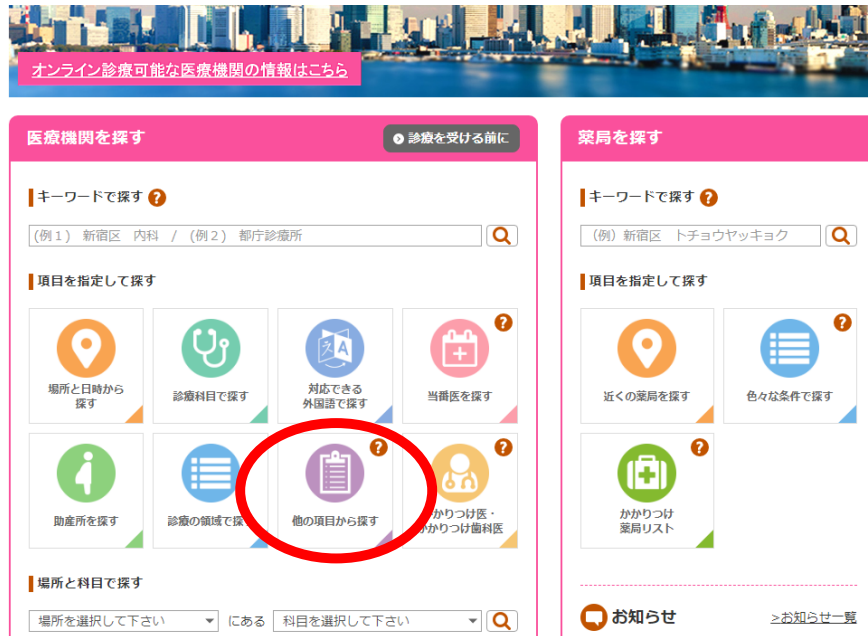 オンライン診療可能な医療機関の情報はこちら
医療機関を探す
診療を受ける前に
キーワードで探す ?
(例１) 新宿区 内科 / (例２) 都庁診療所
項目を指定して探す
場所と日時から
探す
診療科目で探す
対応できる
外国語で探す
?
当番医を探す
助産所を探す
診療の領域で探
?
他の項目から探す
?
かりつけ医・
かかりつけ歯科医
場所と科目で探す
場所を選択して下さい にある 科目を選択して下さい
薬局を探す
キーワードで探す ?
(例) 新宿区 トチョウヤッキョク
項目を指定して探す
近くの薬局を探す
?
色々な条件で探す
?
かかりつけ
薬局リスト
お知らせ
>お知らせ一覧